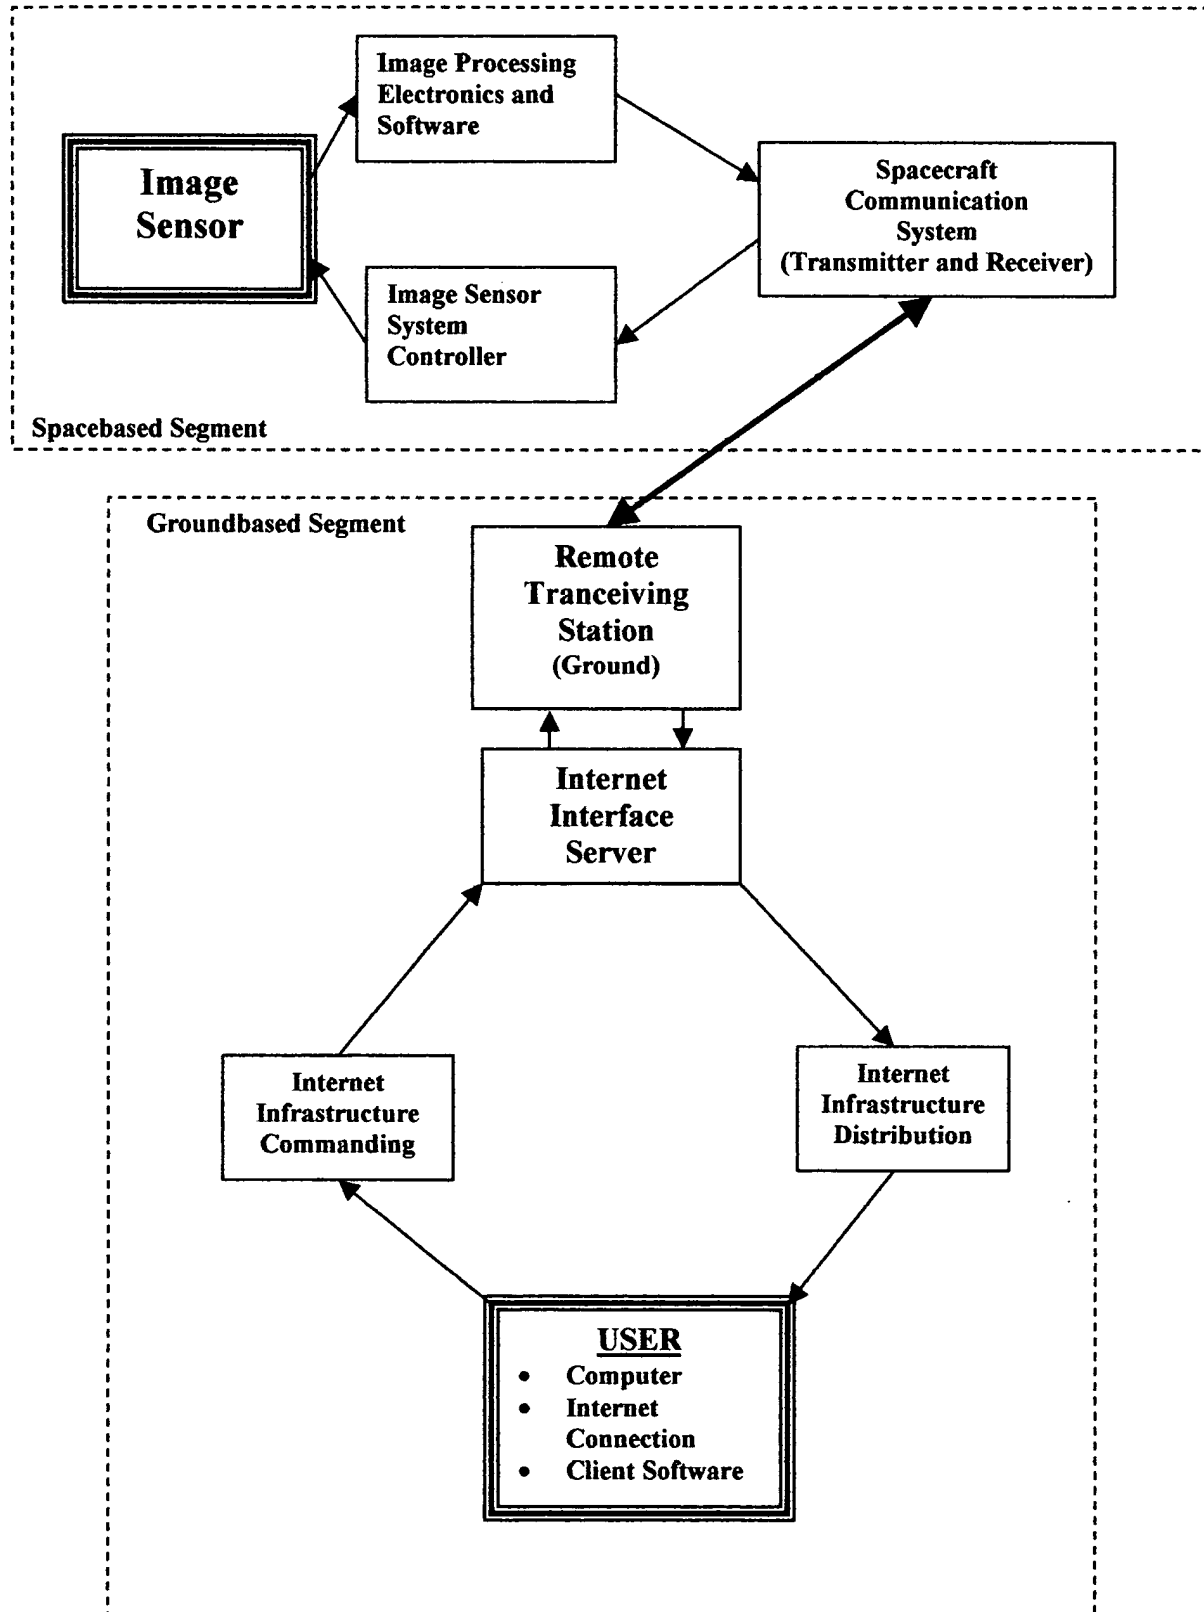 Image Processing
Electronics and
Software
Image
Sensor
Spacecraft
Communication
System
(Transmitter and Receiver)
Image Sensor
System
Controller
Spacebased Segment
Groundbased Segment
Remote
Tranceiving
Station
(Ground)
Internet
Interface
Server
Internet
Infrastructure
Commanding
Internet
Infrastructure
Distribution
USER
• Computer
• Internet
Connection
• Client Software